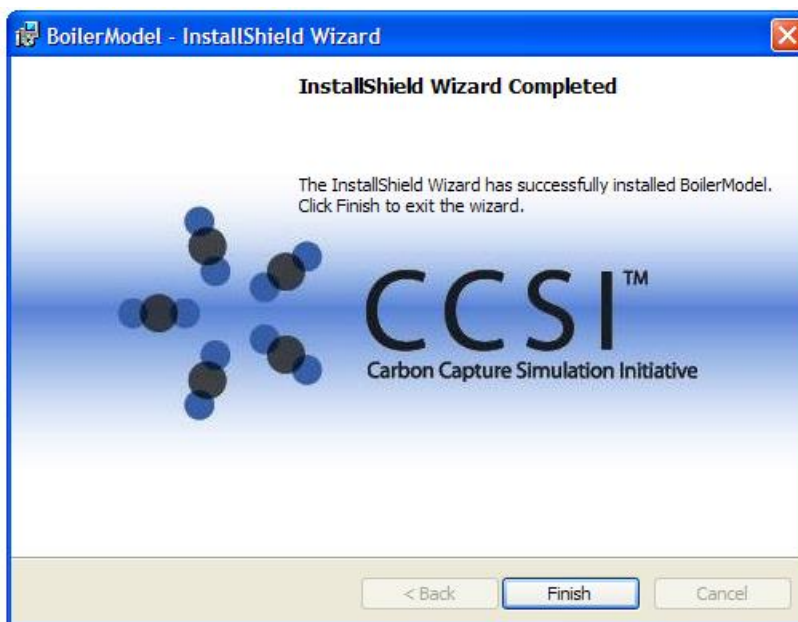 BoilerModel - InstallShield Wizard
InstallShield Wizard Completed
The InstallShield Wizard has successfully installed BoilerModel.
Click Finish to exit the wizard.
CCSI™
Carbon Capture Simulation Initiative
< Back Finish Cancel